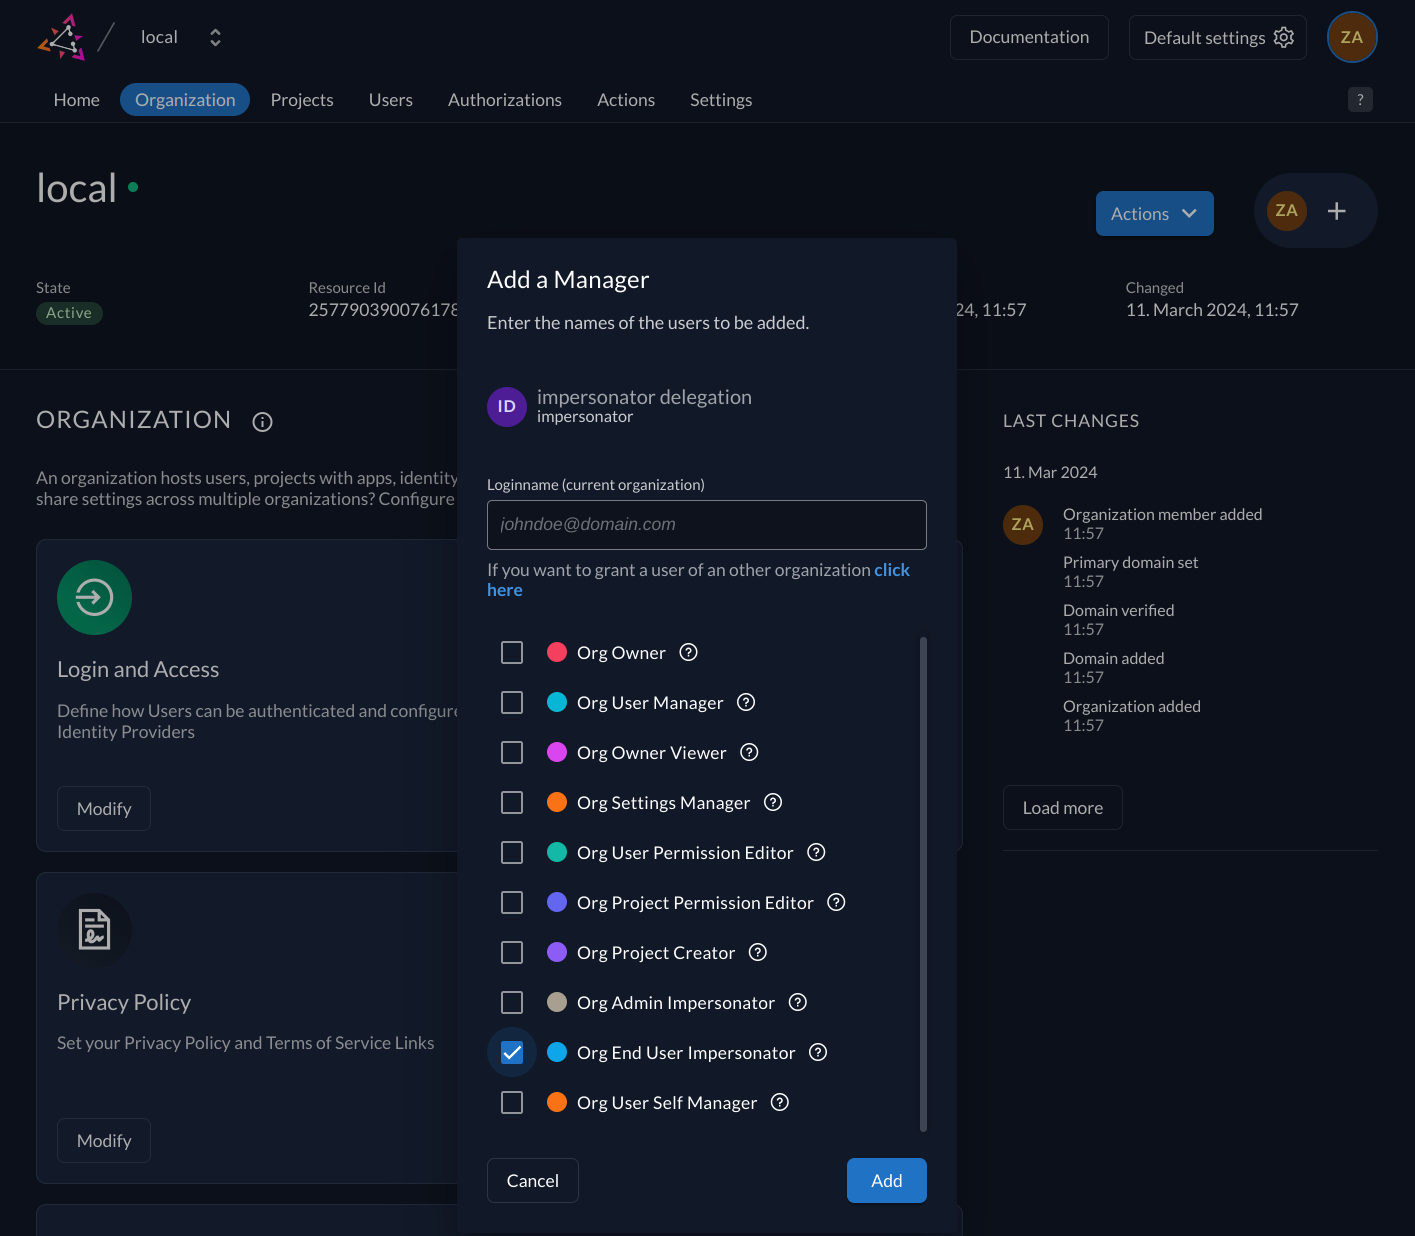 local
Documentation
Default settings
ZA
Home
Organization
Projects
Users
Authorizations
Actions
Settings
?
local
Actions
ZA
State
Active
Resource Id
257790390076178
24, 11:57
Changed
11. March 2024, 11:57
Add a Manager
Enter the names of the users to be added.
ID
impersonator delegation
impersonator
Loginname (current organization)
johndoe@domain.com
If you want to grant a user of an other organization click
here
Org Owner
Org User Manager
Org Owner Viewer
Org Settings Manager
Org User Permission Editor
Org Project Permission Editor
Org Project Creator
Org Admin Impersonator
Org End User Impersonator
Org User Self Manager
Cancel
Add
ORGANIZATION
An organization hosts users, projects with apps, identity
share settings across multiple organizations? Configure
Login and Access
Define how Users can be authenticated and configure
Identity Providers
Modify
Privacy Policy
Set your Privacy Policy and Terms of Service Links
Modify
LAST CHANGES
11. Mar 2024
ZA
Organization member added
11:57
Primary domain set
11:57
Domain verified
11:57
Domain added
11:57
Organization added
11:57
Load more